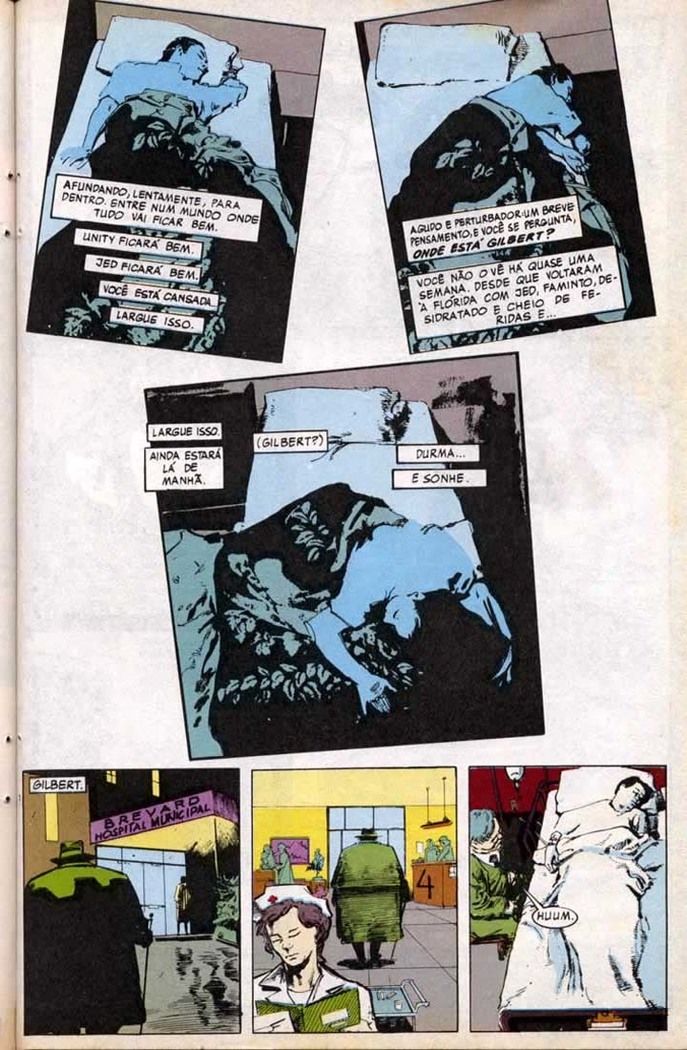 AFUNDANDO, LENTAMENTE, PARA
DENTRO. ENTRE NUM MUNDO ONDE
TUDO VAI FICAR BEM.
UNITY FICARÁ BEM.
JED FICARÁ BEM.
VOCÊ ESTÁ CANSADA.
LARGUE ISSO.
AGUDO E PERTURBADOR: UM BREVE
PENSAMENTO, E VOCÊ SE PERGUNTA,
ONDE ESTÁ GILBERT?
VOCÊ NÃO O VÊ HÁ QUASE UMA
SEMANA. DESDE QUE VOLTARAM
À FLÓRIDA COM JED, FAMINTO, DE-
SIDRATADO E CHEIO DE FE-
RIDAS E...
LARGUE ISSO.
AINDA ESTARÁ
LÁ DE
MANHÃ.
(GILBERT?)
DURMA...
E SONHE.
GILBERT.
BREVARD
HOSPITAL MUNICIPAL
4
HUUM.